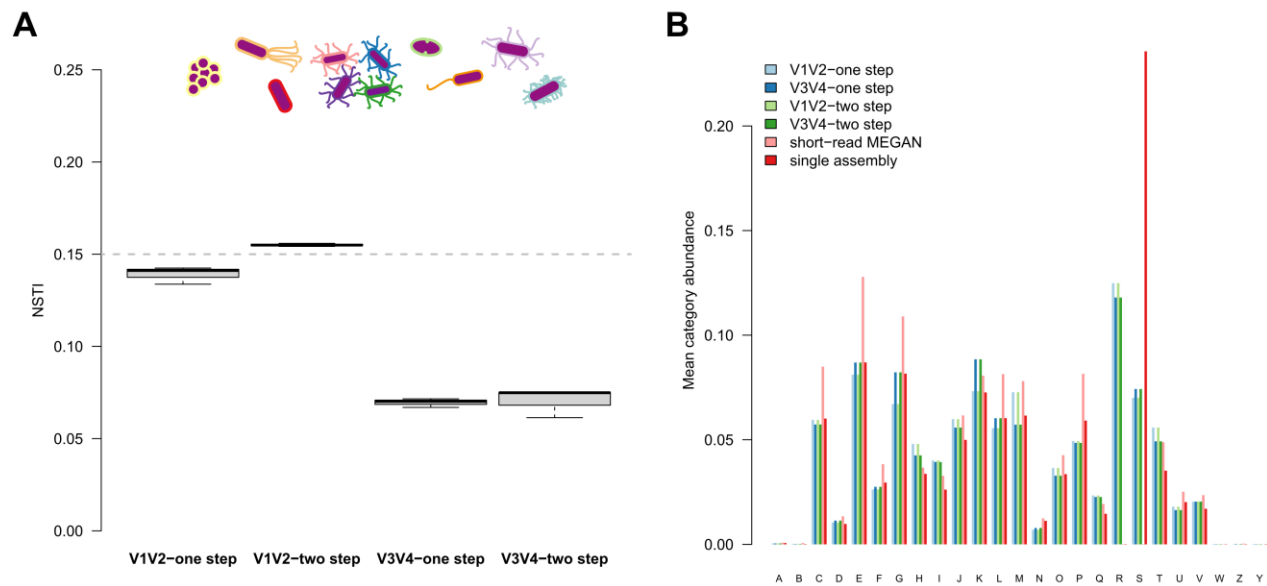 A
NSTI
0.25
0.20
0.15
0.10
0.05
0.00
V1V2−one step
V1V2−two step
V3V4−one step
V3V4−two step
B
Mean category abundance
0.20
0.15
0.10
0.05
0.00
V1V2−one step
V3V4−one step
V1V2−two step
V3V4−two step
short−read MEGAN
single assembly
A B C D E F G H I J K L M N O P Q R S T U V W Z Y